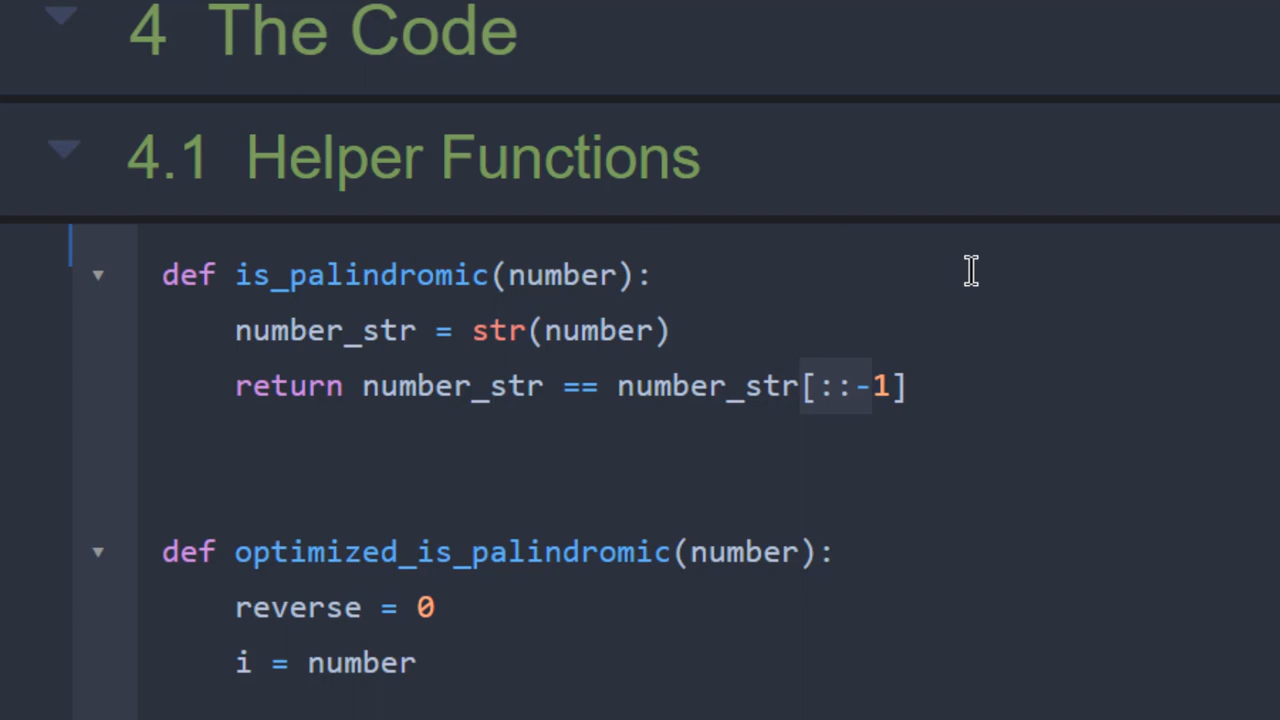 4 The Code
4.1 Helper Functions
def is_palindromic(number):
    number_str = str(number)
    return number_str == number_str[::-1]
def optimized_is_palindromic(number):
    reverse = 0
    i = number